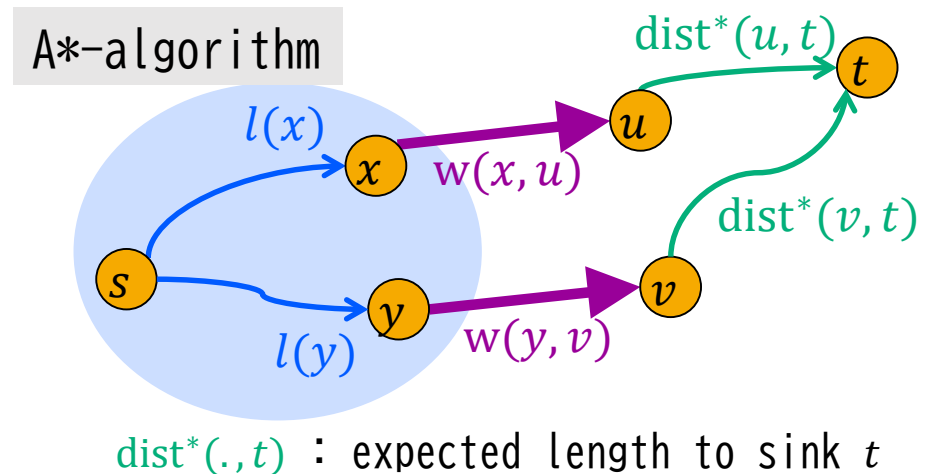 A*-algorithm
dist*(u, t)
t
l(x)
u
x
w(x, u)
dist*(v, t)
s
y
v
l(y)
w(y, v)
dist*(., t) : expected length to sink t